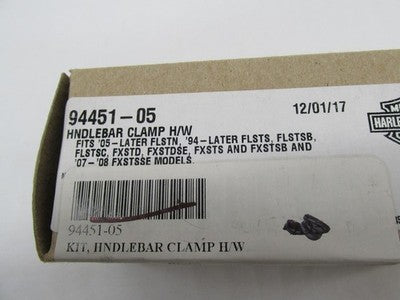 94451-05
12/01/17
HNDLEBAR CLAMP H/W
FITS '05-LATER FLSTN, '94-LATER FLSTS, FLSTSB,
FLSTSC, FXSTD, FXSTDSE, FXSTS AND FXSTSB AND
'07-'08 FXSTSSE MODELS.
94451-05
KIT, HNDLEBAR CLAMP H/W